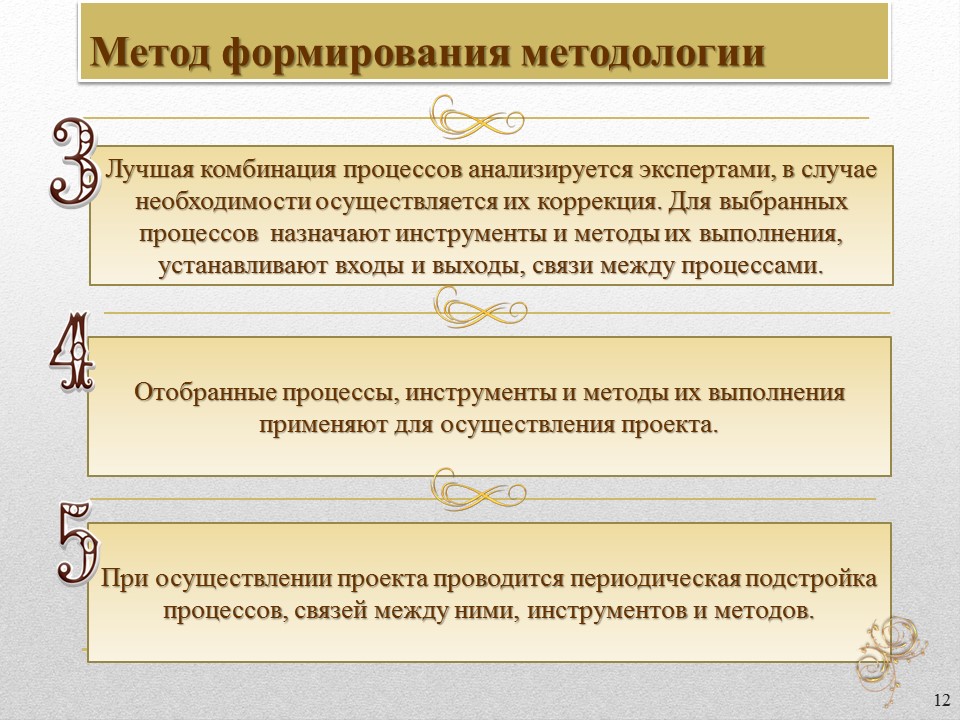 Метод формирования методологии
3
Лучшая комбинация процессов анализируется экспертами, в случае
необходимости осуществляется их коррекция. Для выбранных
процессов назначают инструменты и методы их выполнения,
устанавливают входы и выходы, связи между процессами.
4
Отобранные процессы, инструменты и методы их выполнения
применяют для осуществления проекта.
5
При осуществлении проекта проводится периодическая подстройка
процессов, связей между ними, инструментов и методов.
12